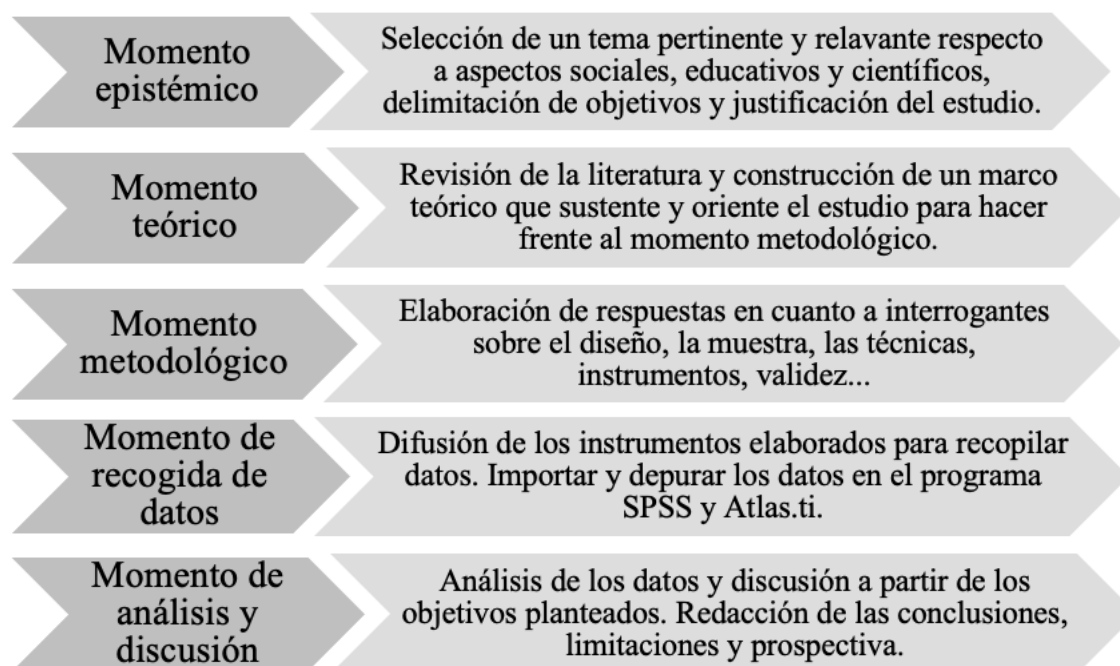 Momento
epistémico
Selección de un tema pertinente y relavante respecto
a aspectos sociales, educativos y científicos,
delimitación de objetivos y justificación del estudio.
Momento
teórico
Revisión de la literatura y construcción de un marco
teórico que sustente y oriente el estudio para hacer
frente al momento metodológico.
Momento
metodológico
Elaboración de respuestas en cuanto a interrogantes
sobre el diseño, la muestra, las técnicas,
instrumentos, validez...
Momento de
recogida de
datos
Difusión de los instrumentos elaborados para recopilar
datos. Importar y depurar los datos en el programa
SPSS y Atlas.ti.
Momento de
análisis y
discusión
Análisis de los datos y discusión a partir de los
objetivos planteados. Redacción de las conclusiones,
limitaciones y prospectiva.